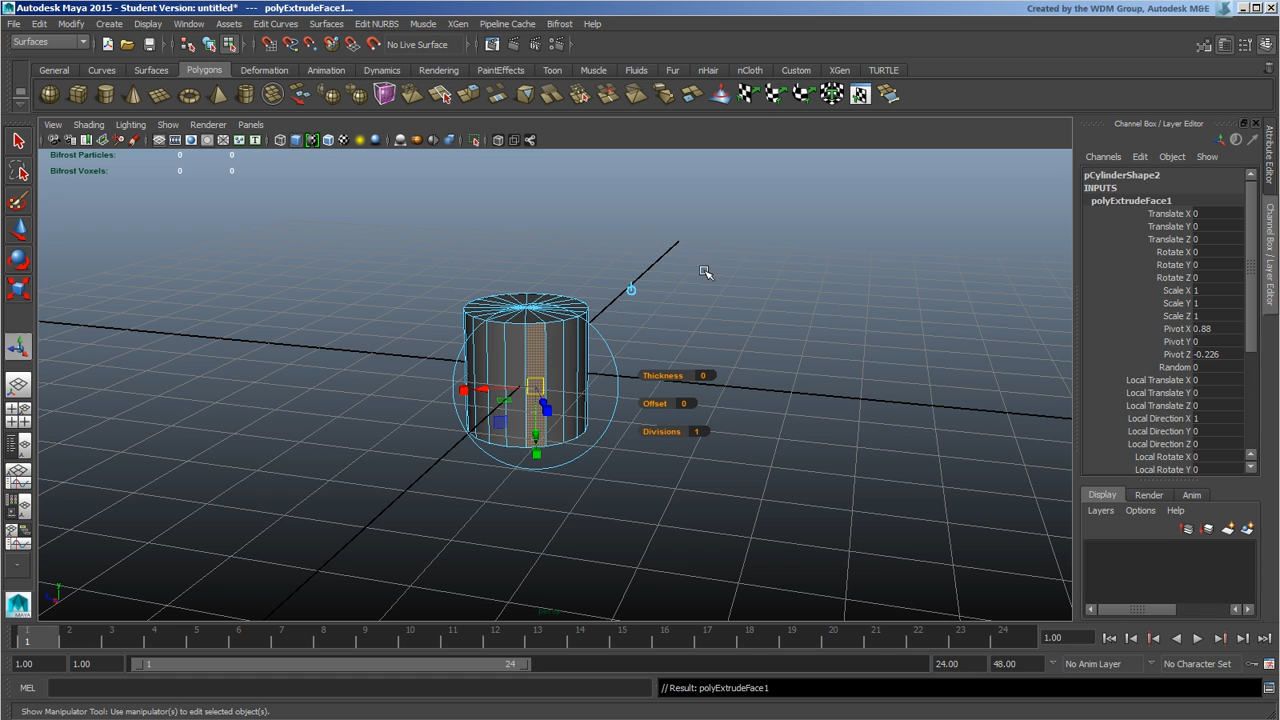 Autodesk Maya 2015 - Student Version: untitled* --- polyExtrudeFace1...
Created by the WDM Group, Autodesk M&E
File Edit Modify Create Display Window Assets Edit Curves Surfaces Edit NURBS Muscle XGen Pipeline Cache Bifrost Help
Surfaces
No Live Surface
General Curves Surfaces Polygons Deformation Animation Dynamics Rendering PaintEffects Toon Muscle Fluids Fur nHair nCloth Custom XGen TURTLE
View Shading Lighting Show Renderer Panels
Bifrost Particles: 0 0
Bifrost Voxels: 0 0
Thickness 0
Offset 0
Divisions 1
Channel Box / Layer Editor
Channels Edit Object Show
pCylinderShape2
INPUTS
polyExtrudeFace1
Translate X 0
Translate Y 0
Translate Z 0
Rotate X 0
Rotate Y 0
Rotate Z 0
Scale X 1
Scale Y 1
Scale Z 1
Pivot X 0.88
Pivot Y 0
Pivot Z -0.226
Random 0
Local Translate X 0
Local Translate Y 0
Local Translate Z 0
Local Direction X 1
Local Direction Y 0
Local Direction Z 0
Local Rotate X 0
Local Rotate Y 0
Attribute Editor
Channel Box / Layer Editor
Display Render Anim
Layers Options Help
MAYA
1 2 3 4 5 6 7 8 9 10 11 12 13 14 15 16 17 18 19 20 21 22 23 24
1
1.00
1.00 1.00 1 24 24.00 48.00 No Anim Layer No Character Set
MEL
// Result: polyExtrudeFace1
Show Manipulator Tool: Use manipulator(s) to edit selected object(s).